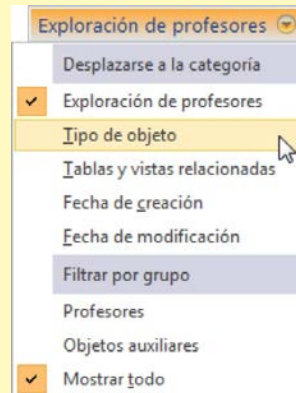 Exploración de profesores
Desplazarse a la categoría
Exploración de profesores
Tipo de objeto
Tablas y vistas relacionadas
Fecha de creación
Fecha de modificación
Filtrar por grupo
Profesores
Objetos auxiliares
Mostrar todo